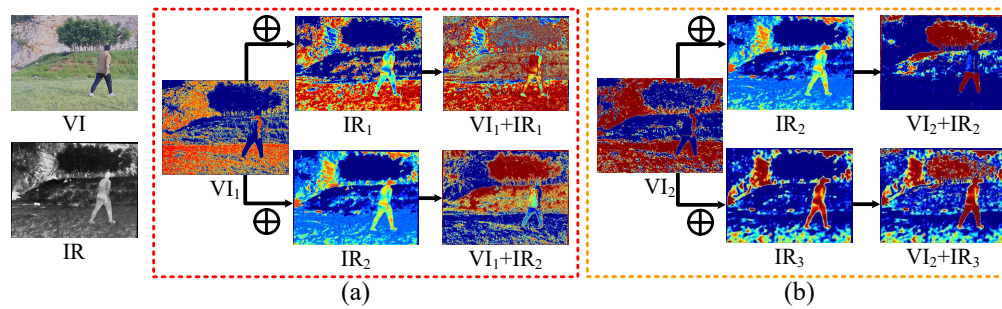 VI
IR
VI₁
IR₁
VI₁+IR₁
IR₂
VI₁+IR₂
(a)
VI₂
IR₂
VI₂+IR₂
IR₃
VI₂+IR₃
(b)